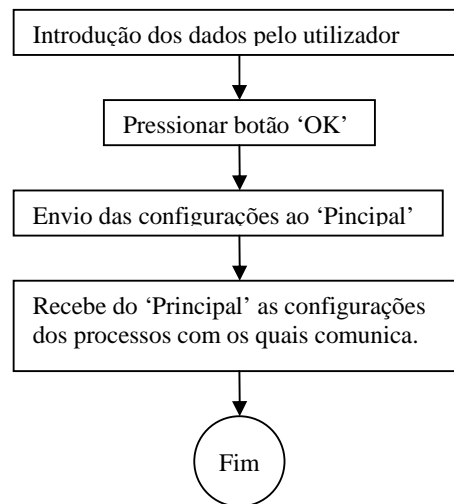 Introdução dos dados pelo utilizador
Pressionar botão ‘OK’
Envio das configurações ao ‘Pincipal’
Recebe do ‘Principal’ as configurações
dos processos com os quais comunica.
Fim